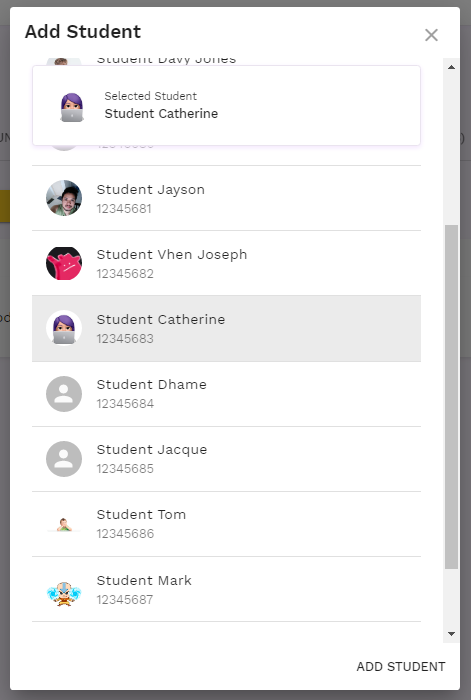 Add Student
Student Davy Jones
Selected Student
Student Catherine
Student Jayson
12345681
Student Vhen Joseph
12345682
Student Catherine
12345683
Student Dhame
12345684
Student Jacque
12345685
Student Tom
12345686
Student Mark
12345687
ADD STUDENT